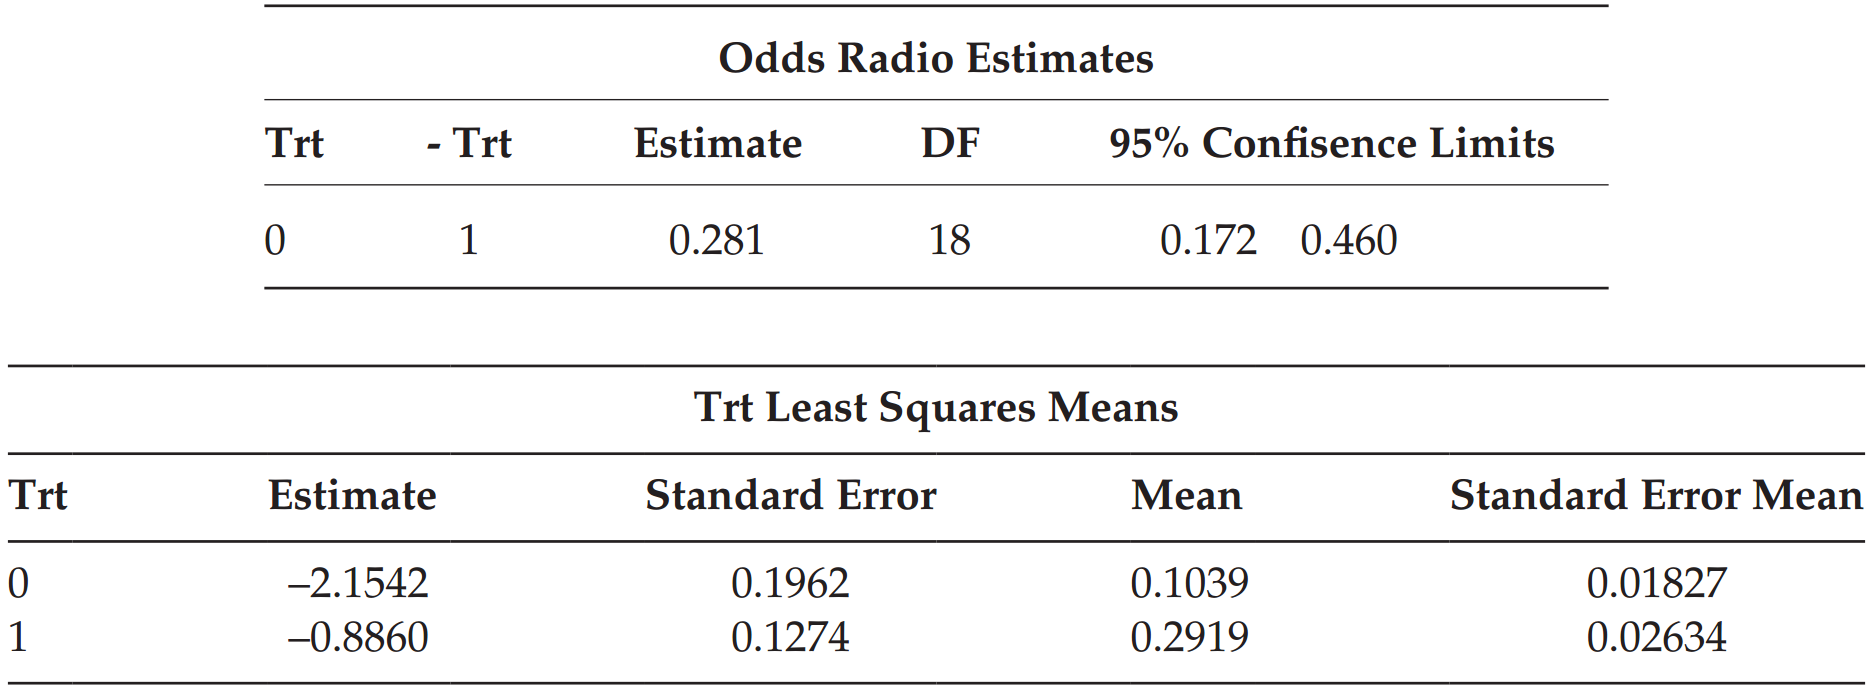 Odds Radio Estimates
Trt - Trt Estimate DF 95% Confisence Limits
0 1 0.281 18 0.172 0.460
Trt Least Squares Means
Trt Estimate Standard Error Mean Standard Error Mean
0 –2.1542 0.1962 0.1039 0.01827
1 –0.8860 0.1274 0.2919 0.02634